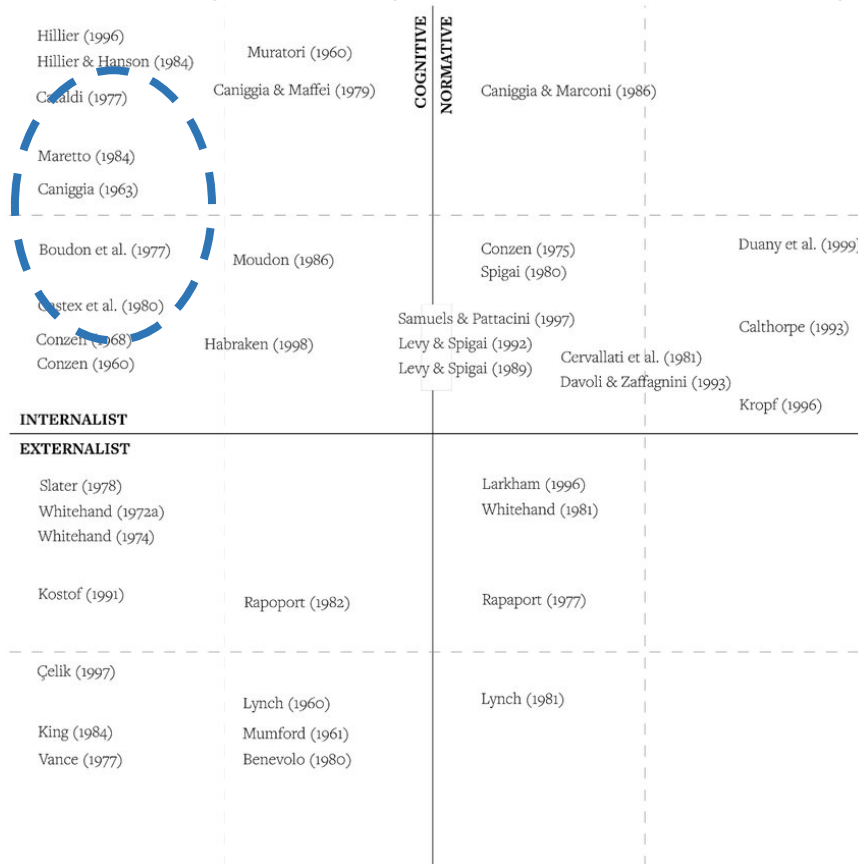 Hillier (1996)
Hillier & Hanson (1984)
Cataldi (1977)
Maretto (1984)
Caniggia (1963)
Muratori (1960)
Caniggia & Maffei (1979)
COGNITIVE
NORMATIVE
Caniggia & Marconi (1986)
Boudon et al. (1977)
Castex et al. (1980)
Conzen (1968)
Conzen (1960)
Moudon (1986)
Habraken (1998)
Conzen (1975)
Spigai (1980)
Samuels & Pattacini (1997)
Levy & Spigai (1992)
Levy & Spigai (1989)
Cervallati et al. (1981)
Davoli & Zaffagnini (1993)
Duany et al. (1999)
Calthorpe (1993)
Kropf (1996)
INTERNALIST
EXTERNALIST
Slater (1978)
Whitehand (1972a)
Whitehand (1974)
Kostof (1991)
Rapoport (1982)
Larkham (1996)
Whitehand (1981)
Rapaport (1977)
Çelik (1997)
King (1984)
Vance (1977)
Lynch (1960)
Mumford (1961)
Benevolo (1980)
Lynch (1981)